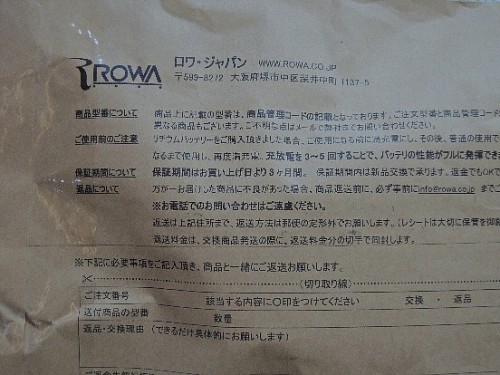 ROWA ロワ・ジャパン WWW.ROWA.CO.JP
〒599-8272 大阪府堺市中区深井中町1137-5
商品型番について 商品上に記載の型番は、商品管理コードの記載となっております。ご注文型番と商品管理コード
異なる商品もございます。ご不明な点はメールで弊社までお問い合わせください。
ご使用前のご注意 リチウムバッテリーをご購入頂きました場合、ご使用になる前に満充電にし、その後、普通の使用で
なるまで使用し、再度満充電、充放電を3～5回することで、バッテリの性能がフルに発揮でき
保証期間について 保証期間はお買い上げ日より3ヶ月間。保証期間内は新品交換で承ります。返金でもOK
返品について 万が一お届けした商品に不良があった場合、商品返送前に、必ず事前にinfo@rowa.co.jp までご
※お電話でのお問い合わせはご遠慮ください。
返送は上記住所まで、返送方法は郵便の定形外でお願いします。（レシートは大切に保管を御願
返送料金は、交換商品発送の際に、返送料金分の切手で同封します。
※下記に必要事項をご記入頂き、商品と一緒にご返送お願いします。
(切り取り線)
ご注文番号 該当する内容に○印をつけてください 交換 ・ 返品
送付商品の型番 数量
返品・交換理由（できるだけ具体的にお願いします）